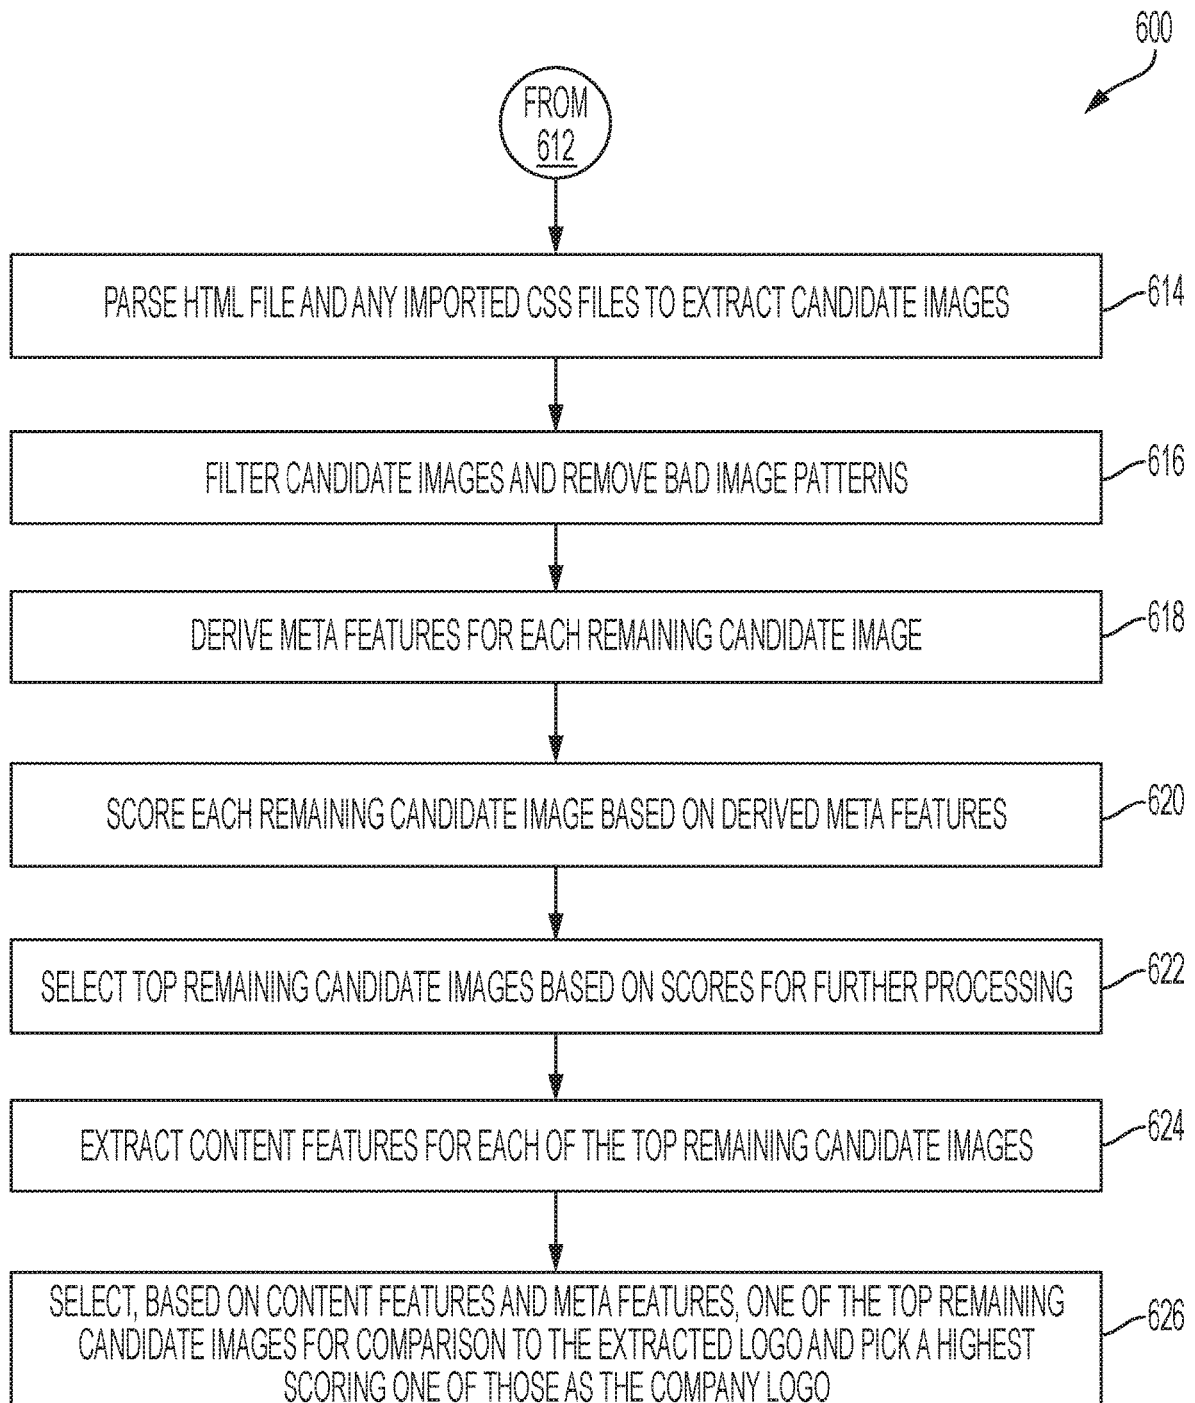 600
FROM
612
PARSE HTML FILE AND ANY IMPORTED CSS FILES TO EXTRACT CANDIDATE IMAGES
614
FILTER CANDIDATE IMAGES AND REMOVE BAD IMAGE PATTERNS
616
DERIVE META FEATURES FOR EACH REMAINING CANDIDATE IMAGE
618
SCORE EACH REMAINING CANDIDATE IMAGE BASED ON DERIVED META FEATURES
620
SELECT TOP REMAINING CANDIDATE IMAGES BASED ON SCORES FOR FURTHER PROCESSING
622
EXTRACT CONTENT FEATURES FOR EACH OF THE TOP REMAINING CANDIDATE IMAGES
624
SELECT, BASED ON CONTENT FEATURES AND META FEATURES, ONE OF THE TOP REMAINING
CANDIDATE IMAGES FOR COMPARISON TO THE EXTRACTED LOGO AND PICK A HIGHEST
SCORING ONE OF THOSE AS THE COMPANY LOGO
626